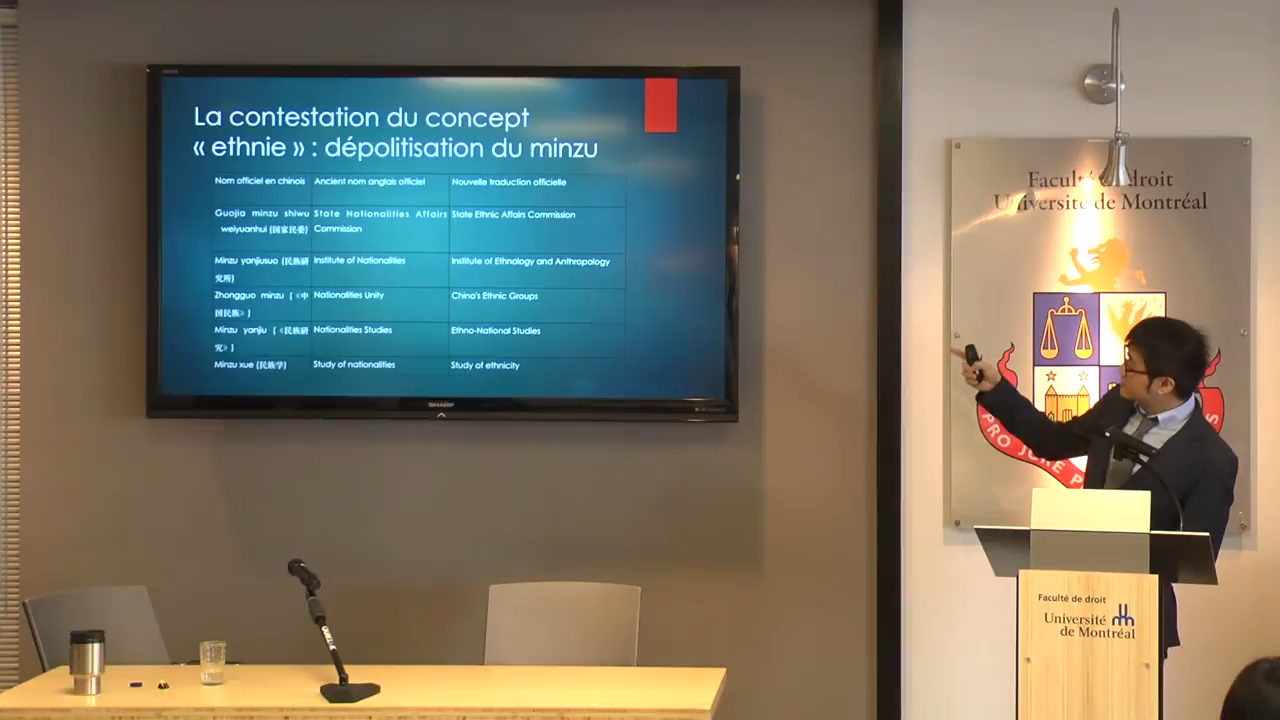 La contestation du concept
« ethnie » : dépolitisation du minzu
Nom officiel en chinois
Ancient nom anglais officiel
Nouvelle traduction officielle
Guojia minzu shiwu
weiyuanhui (国家民委)
State Nationalities Affairs
Commission
State Ethnic Affairs Commission
Minzu yanjiusuo (民族研
究所)
Institute of Nationalities
Institute of Ethnology and Anthropology
Zhongguo minzu (《中
国民族》)
Nationalities Unity
China's Ethnic Groups
Minzu yanjiu (《民族研
究》)
Nationalities Studies
Ethno-National Studies
Minzu xue (民族学)
Study of nationalities
Study of ethnicity
SHARP
Faculté de droit
Université de Montréal
PRO JURE
Faculté de droit
Université
de Montréal